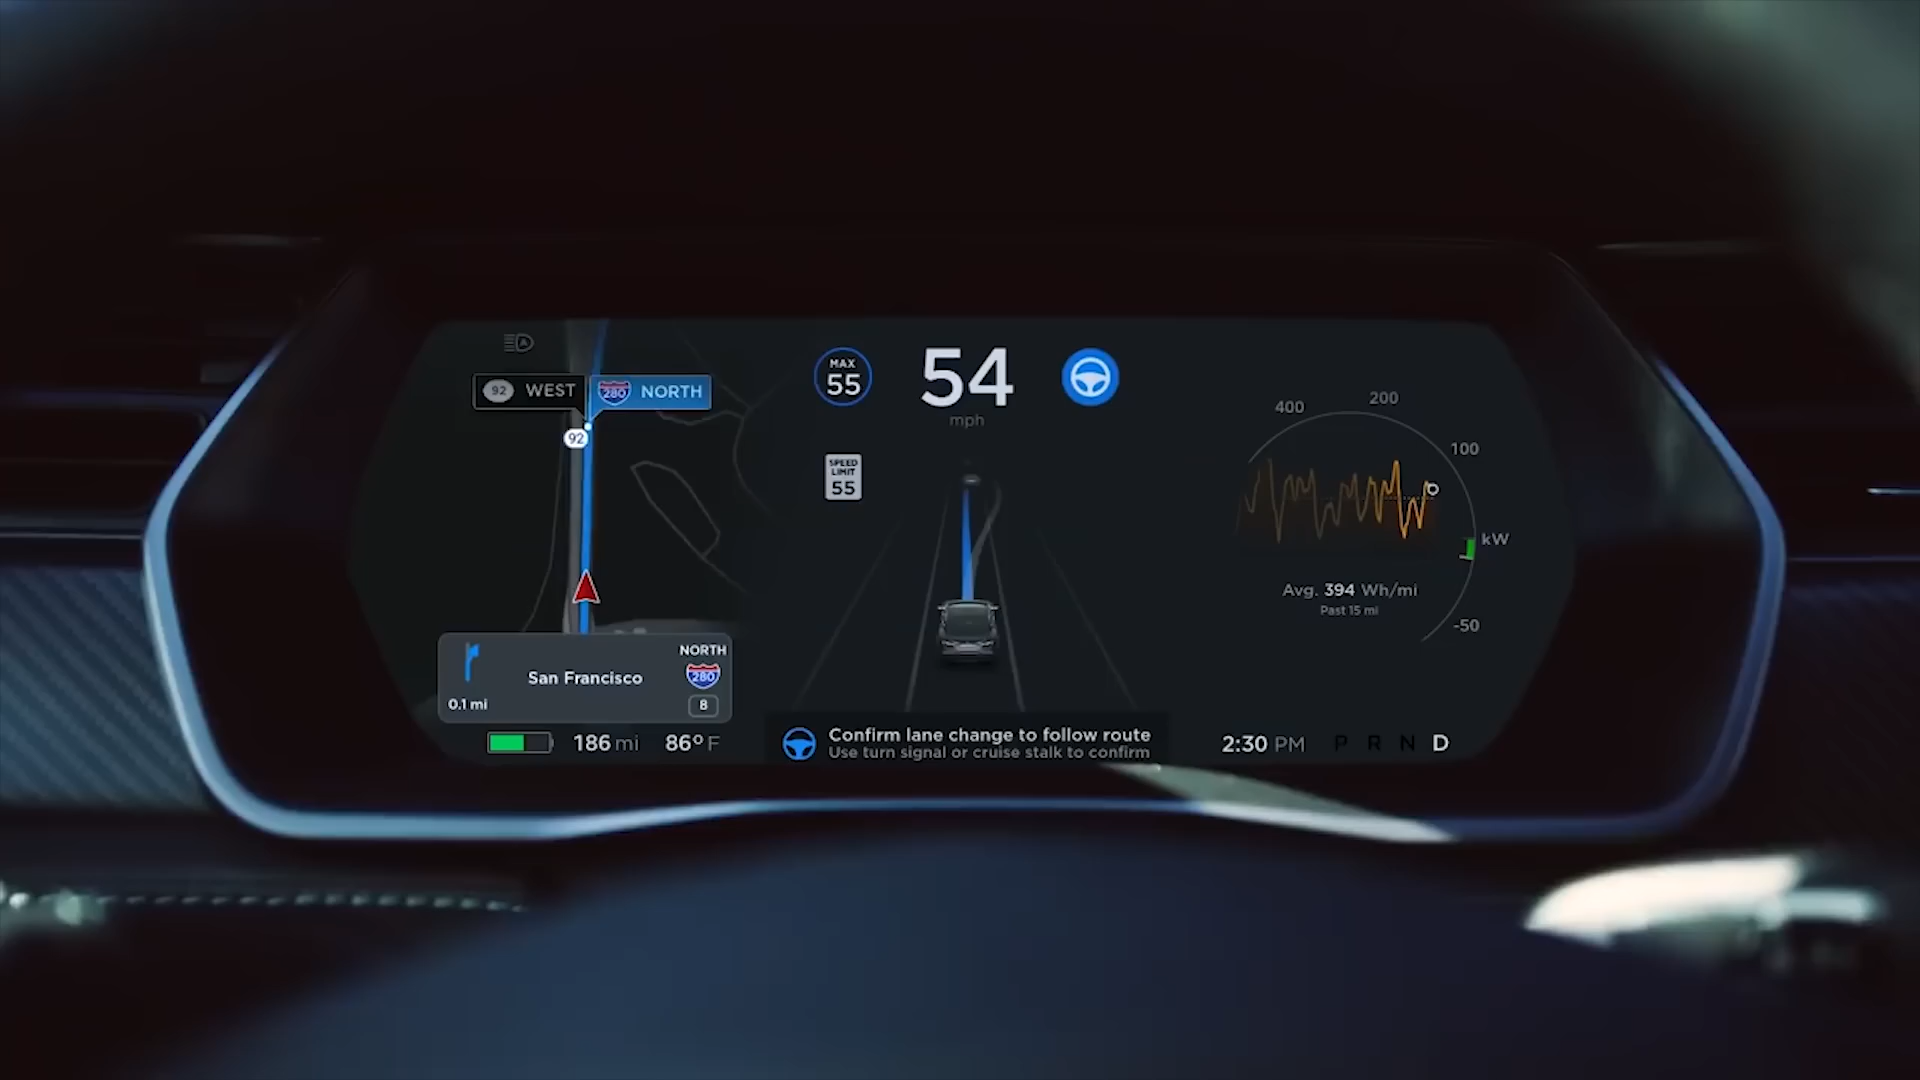 A
92 WEST
280 NORTH
92
NORTH
San Francisco
280
0.1 mi
8
186 mi
86° F
MAX
55
54
mph
SPEED
LIMIT
55
Confirm lane change to follow route
Use turn signal or cruise stalk to confirm
400
200
100
kW
-50
Avg. 394 Wh/mi
Past 15 mi
2:30 PM
P R N D